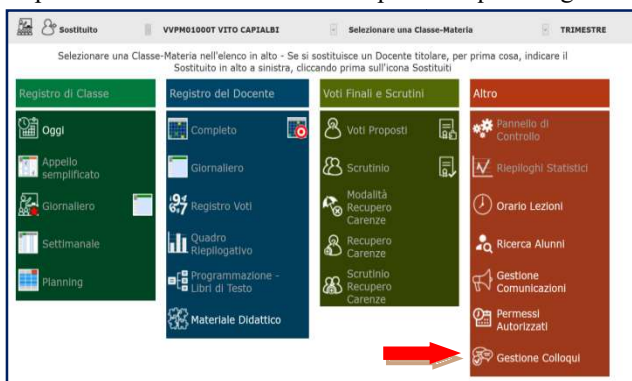 Sostituito VVPM01000T VITO CAPIALBI Selezionare una Classe-Materia TRIMESTRE
Selezionare una Classe-Materia nell'elenco in alto - Se si sostituisce un Docente titolare, per prima cosa, indicare il
Sostituito in alto a sinistra, cliccando prima sull'icona Sostituiti
Registro di Classe
Oggi
Appello
semplificato
Giornaliero
Settimanale
Planning
Registro del Docente
Completo
Giornaliero
Registro Voti
Quadro
Riepilogativo
Programmazione -
Libri di Testo
Materiale Didattico
Voti Finali e Scrutini
Voti Proposti
Scrutinio
Modalità
Recupero
Carenze
Recupero
Carenze
Scrutinio
Recupero
Carenze
Altro
Pannello di
Controllo
Riepiloghi Statistici
Orario Lezioni
Ricerca Alunni
Gestione
Comunicazioni
Permessi
Autorizzati
Gestione Colloqui